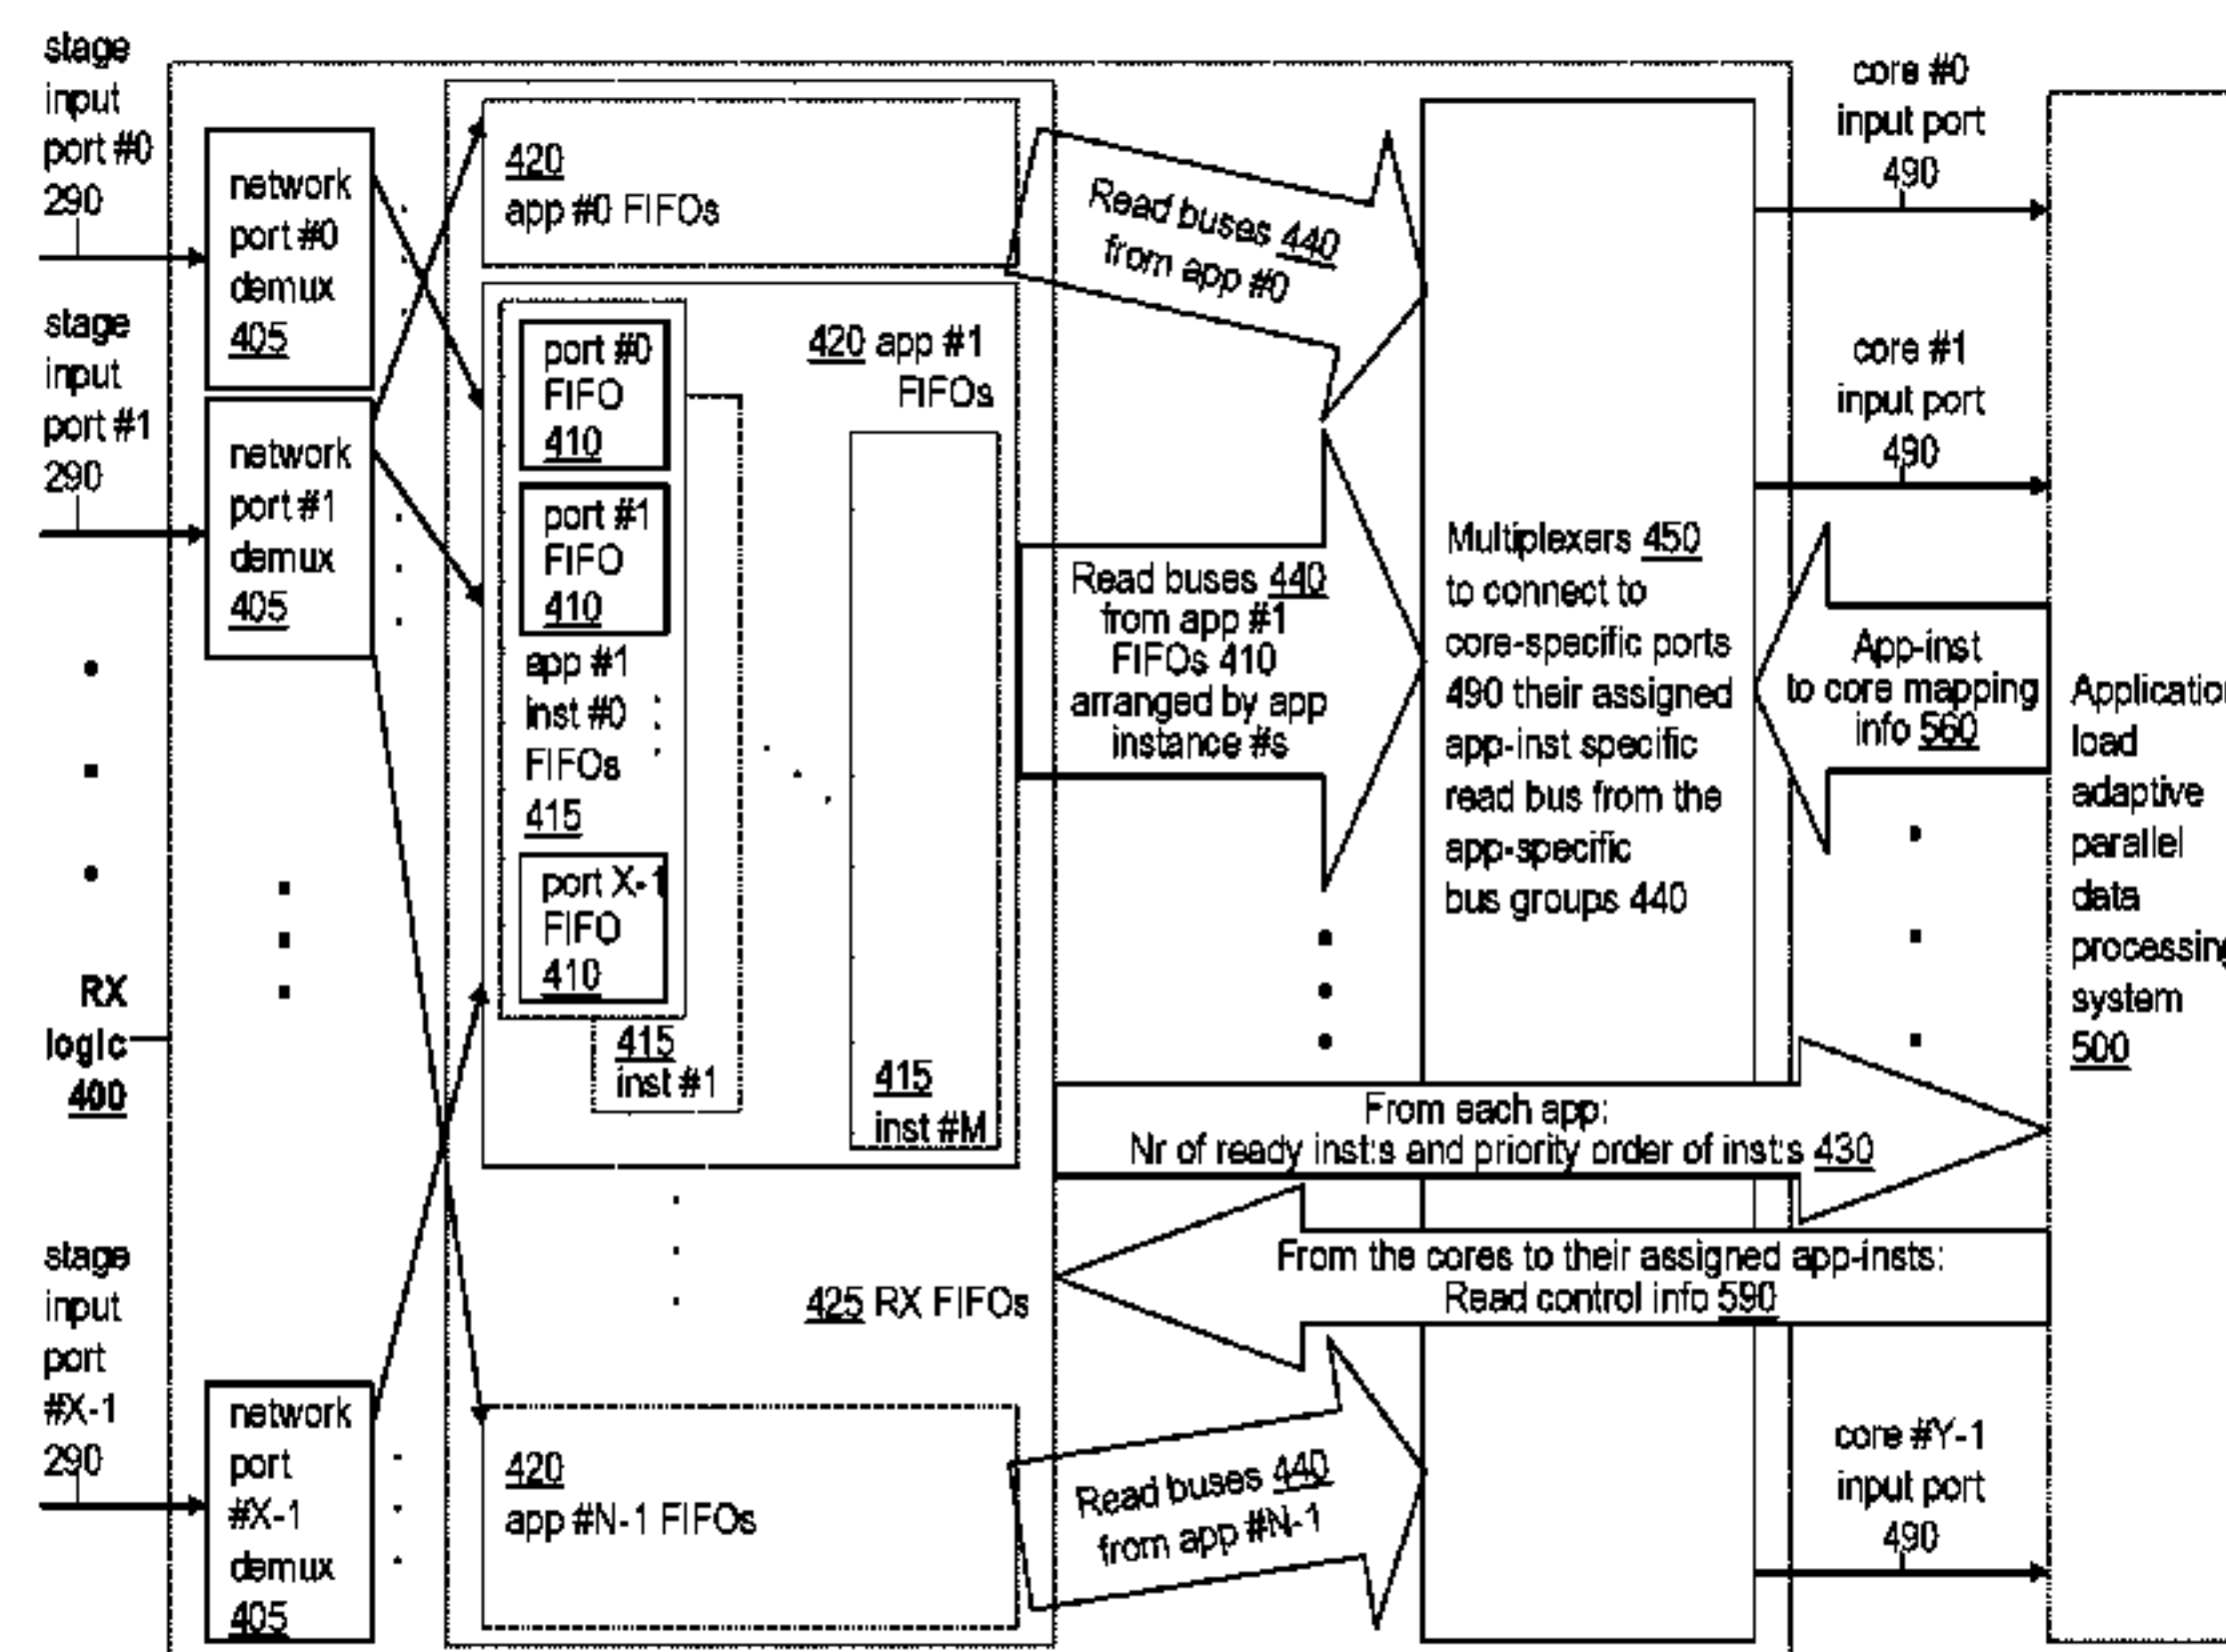 stage
input
port #0
290
stage
input
port #1
290
RX
logic
400
stage
input
port
#X-1
290
network
port #0
demux
405
network
port #1
demux
405
network
port
#X-1
demux
405
420
app #0 FIFOs
port #0
FIFO
410
port #1
FIFO
410
app #1
inst #0
FIFOs
415
port X-1
FIFO
410
415
inst #1
420 app #1
FIFOs
415
inst #M
425 RX FIFOs
420
app #N-1 FIFOs
Read buses 440
from app #0
Read buses 440
from app #1
FIFOs 410
arranged by app
instance #s
Multiplexers 450
to connect to
core-specific ports
490 their assigned
app-inst specific
read bus from the
app-specific
bus groups 440
From each app:
Nr of ready inst:s and priority order of inst:s 430
From the cores to their assigned app-insts:
Read control info 590
Read buses 440
from app #N-1
core #0
input port
490
core #1
input port
490
App-inst
to core mapping
info 560
core #Y-1
input port
490
Application
load
adaptive
parallel
data
processing
system
500